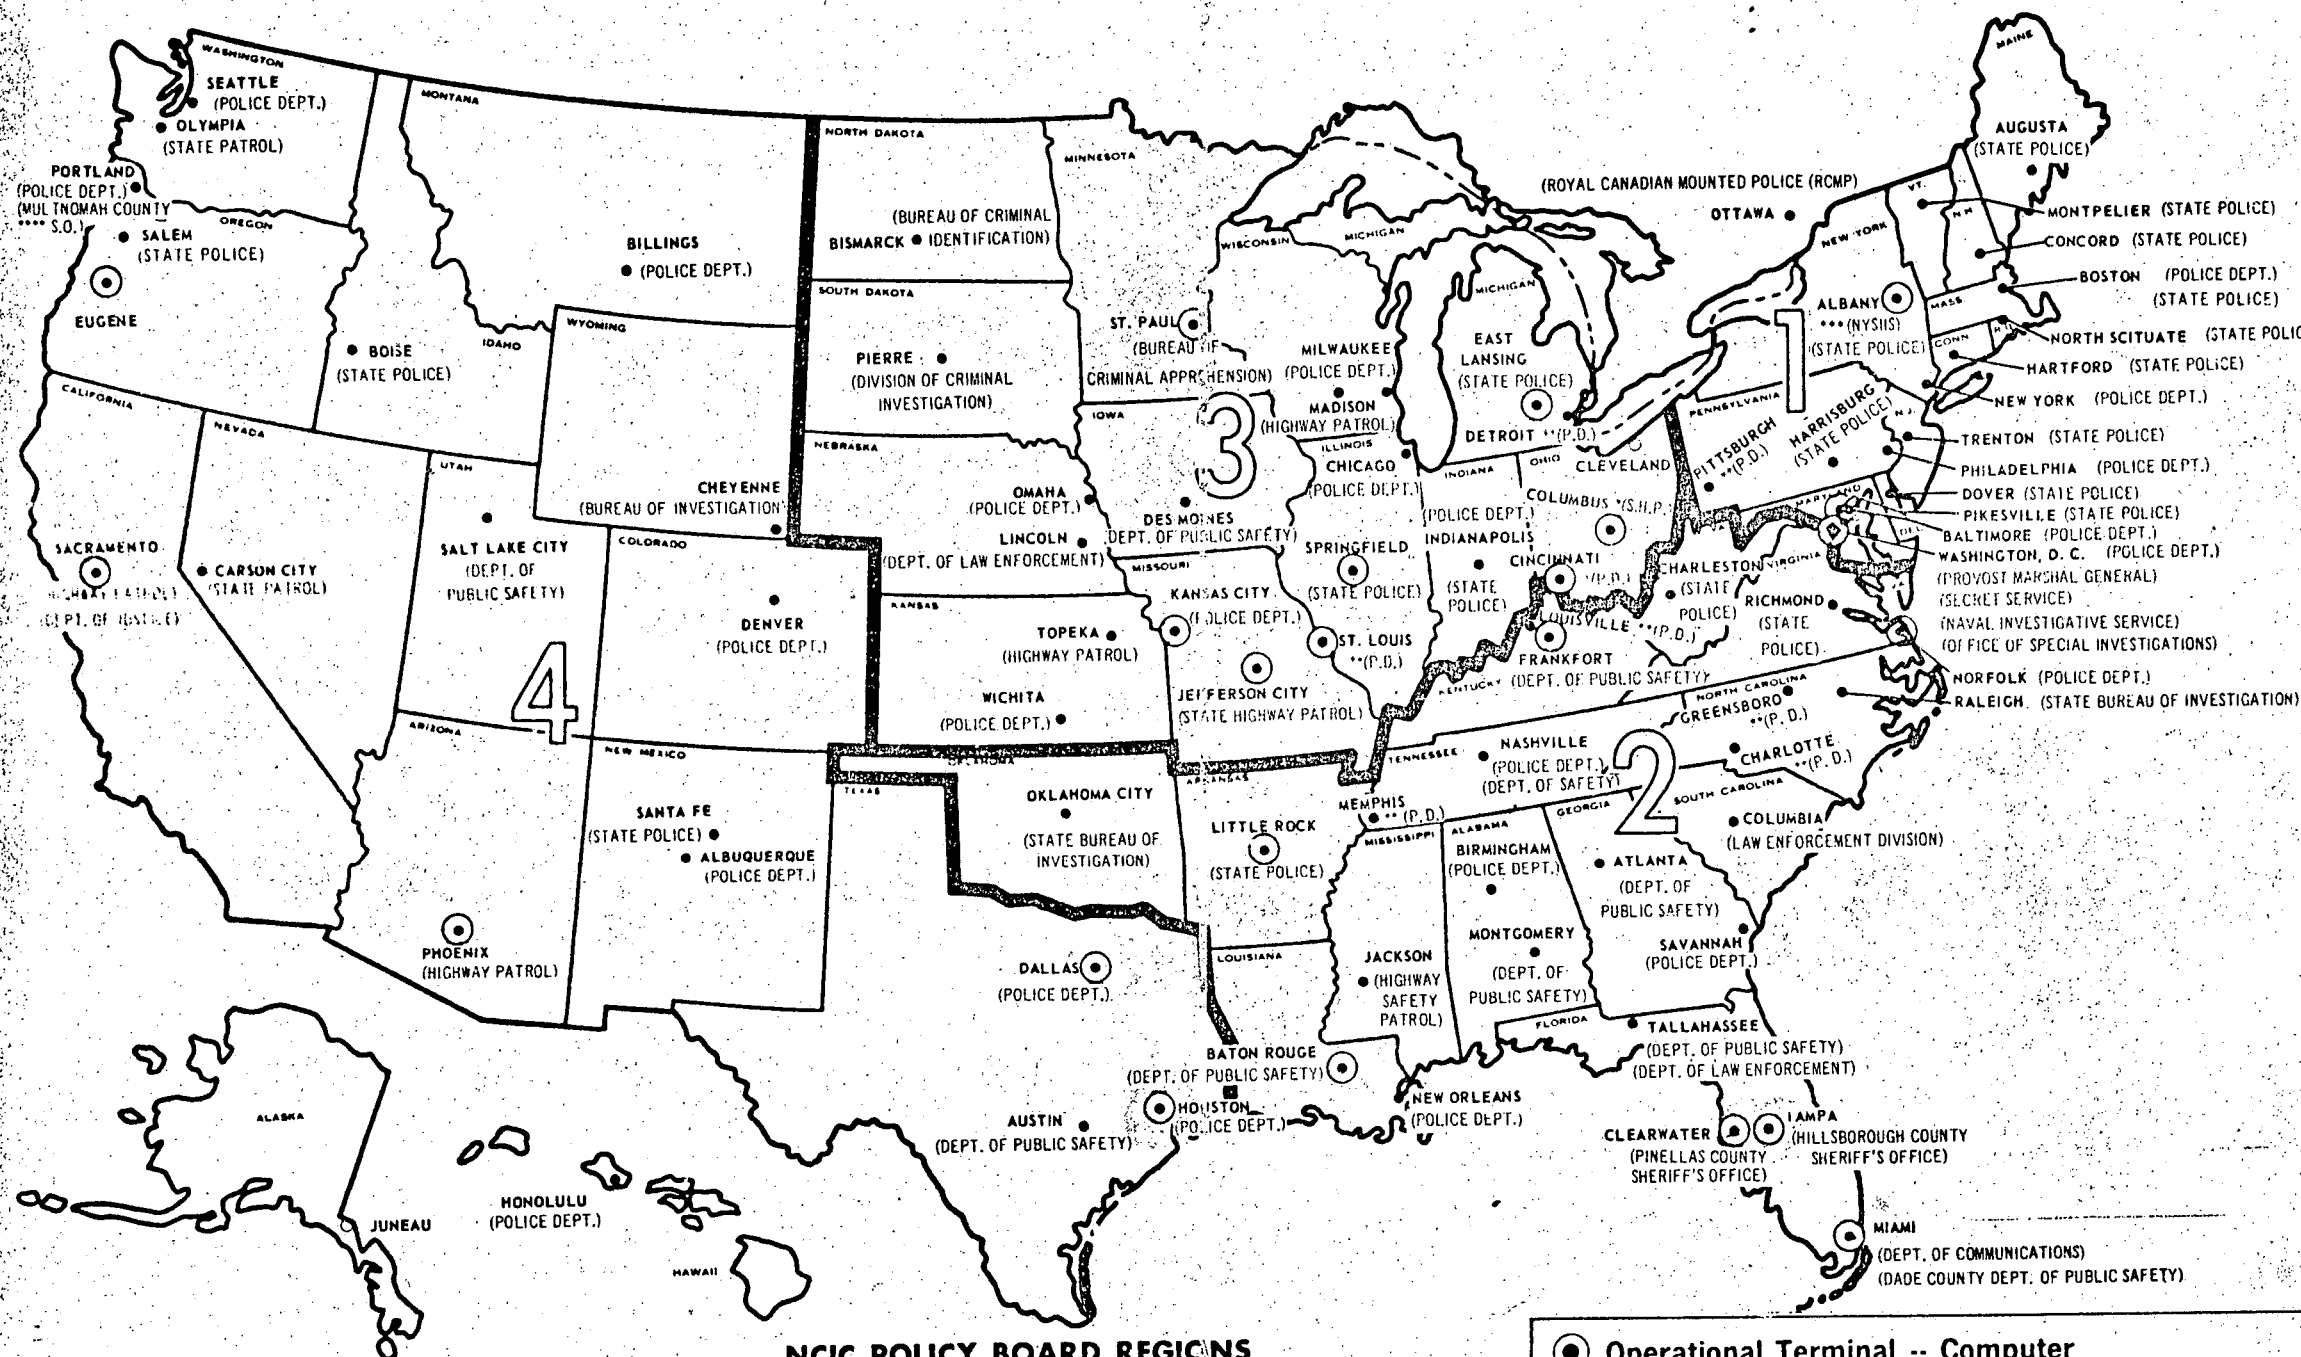 WASHINGTON
SEATTLE
(POLICE DEPT.)
OLYMPIA
(STATE PATROL)
PORTLAND
(POLICE DEPT.)
(MULTNOMAH COUNTY
**** S.O.)
OREGON
SALEM
(STATE POLICE)
EUGENE
MONTANA
BILLINGS
(POLICE DEPT.)
IDAHO
BOISE
(STATE POLICE)
WYOMING
CHEYENNE
(BUREAU OF INVESTIGATION)
CALIFORNIA
SACRAMENTO
NEVADA
CARSON CITY
(STATE PATROL)
UTAH
SALT LAKE CITY
(DEPT. OF
PUBLIC SAFETY)
COLORADO
DENVER
(POLICE DEPT.)
4
ARIZONA
PHOENIX
(HIGHWAY PATROL)
NEW MEXICO
SANTA FE
(STATE POLICE)
ALBUQUERQUE
(POLICE DEPT.)
ALASKA
JUNEAU
HONOLULU
(POLICE DEPT.)
HAWAII
NORTH DAKOTA
(BUREAU OF CRIMINAL
BISMARCK IDENTIFICATION)
SOUTH DAKOTA
PIERRE
(DIVISION OF CRIMINAL
INVESTIGATION)
NEBRASKA
OMAHA
(POLICE DEPT.)
LINCOLN
(DEPT. OF LAW ENFORCEMENT)
KANSAS
TOPEKA
(HIGHWAY PATROL)
WICHITA
(POLICE DEPT.)
OKLAHOMA
OKLAHOMA CITY
(STATE BUREAU OF
INVESTIGATION)
TEXAS
DALLAS
(POLICE DEPT.)
AUSTIN
(DEPT. OF PUBLIC SAFETY)
HOUSTON
(POLICE DEPT.)
MINNESOTA
ST. PAUL
(BUREAU OF
CRIMINAL APPREHENSION)
IOWA
DES MOINES
DEPT. OF PUBLIC SAFETY)
3
MISSOURI
KANSAS CITY
(POLICE DEPT.)
ST. LOUIS
**(P.D.)
JEFFERSON CITY
(STATE HIGHWAY PATROL)
WISCONSIN
MILWAUKEE
(POLICE DEPT.)
MADISON
(HIGHWAY PATROL)
ILLINOIS
CHICAGO
(POLICE DEPT.)
SPRINGFIELD
(STATE POLICE)
MICHIGAN
MICHIGAN
EAST
LANSING
(STATE POLICE)
DETROIT **(P.D.)
INDIANA
(POLICE DEPT.)
INDIANAPOLIS
(STATE
POLICE)
OHIO
CLEVELAND
COLUMBUS *(S.H.P.)
CINCINNATI
(P.D.)
KENTUCKY
LOUISVILLE **(P.D.)
FRANKFORT
(DEPT. OF PUBLIC SAFETY)
ARKANSAS
LITTLE ROCK
(STATE POLICE)
LOUISIANA
BATON ROUGE
(DEPT. OF PUBLIC SAFETY)
NEW ORLEANS
(POLICE DEPT.)
TENNESSEE
NASHVILLE
(POLICE DEPT.)
(DEPT. OF SAFETY)
MEMPHIS
** (P.D.)
MISSISSIPPI
JACKSON
(HIGHWAY
SAFETY
PATROL)
ALABAMA
BIRMINGHAM
(POLICE DEPT.)
MONTGOMERY
(DEPT. OF
PUBLIC SAFETY)
GEORGIA
ATLANTA
(DEPT. OF
PUBLIC SAFETY)
SAVANNAH
(POLICE DEPT.)
2
FLORIDA
TALLAHASSEE
(DEPT. OF PUBLIC SAFETY)
(DEPT. OF LAW ENFORCEMENT)
CLEARWATER
(PINELLAS COUNTY
SHERIFF'S OFFICE)
TAMPA
(HILLSBOROUGH COUNTY
SHERIFF'S OFFICE)
MIAMI
(DEPT. OF COMMUNICATIONS)
(DADE COUNTY DEPT. OF PUBLIC SAFETY)
SOUTH CAROLINA
COLUMBIA
(LAW ENFORCEMENT DIVISION)
NORTH CAROLINA
GREENSBORO
**(P.D.)
CHARLOTTE
**(P.D.)
RALEIGH (STATE BUREAU OF INVESTIGATION)
VIRGINIA
CHARLESTON
(STATE
POLICE)
RICHMOND
(STATE
POLICE)
NORFOLK (POLICE DEPT.)
(ROYAL CANADIAN MOUNTED POLICE (RCMP)
OTTAWA
NEW YORK
ALBANY
***(NYSIIS)
(STATE POLICE)
1
PENNSYLVANIA
PITTSBURGH
**(P.D.)
HARRISBURG
(STATE POLICE)
N.J.
MARYLAND
DEL
VT.
N H
MASS
CONN
R.I.
MAINE
AUGUSTA
(STATE POLICE)
MONTPELIER (STATE POLICE)
CONCORD (STATE POLICE)
BOSTON (POLICE DEPT.)
(STATE POLICE)
NORTH SCITUATE (STATE POLIC
HARTFORD (STATE POLICE)
NEW YORK (POLICE DEPT.)
TRENTON (STATE POLICE)
PHILADELPHIA (POLICE DEPT.)
DOVER (STATE POLICE)
PIKESVILLE (STATE POLICE)
BALTIMORE (POLICE DEPT.)
WASHINGTON, D. C. (POLICE DEPT.)
(PROVOST MARSHAL GENERAL)
(SECRET SERVICE)
(NAVAL INVESTIGATIVE SERVICE)
(OFFICE OF SPECIAL INVESTIGATIONS)
NCIC POLICY BOARD REGIONS
Operational Terminal -- Computer